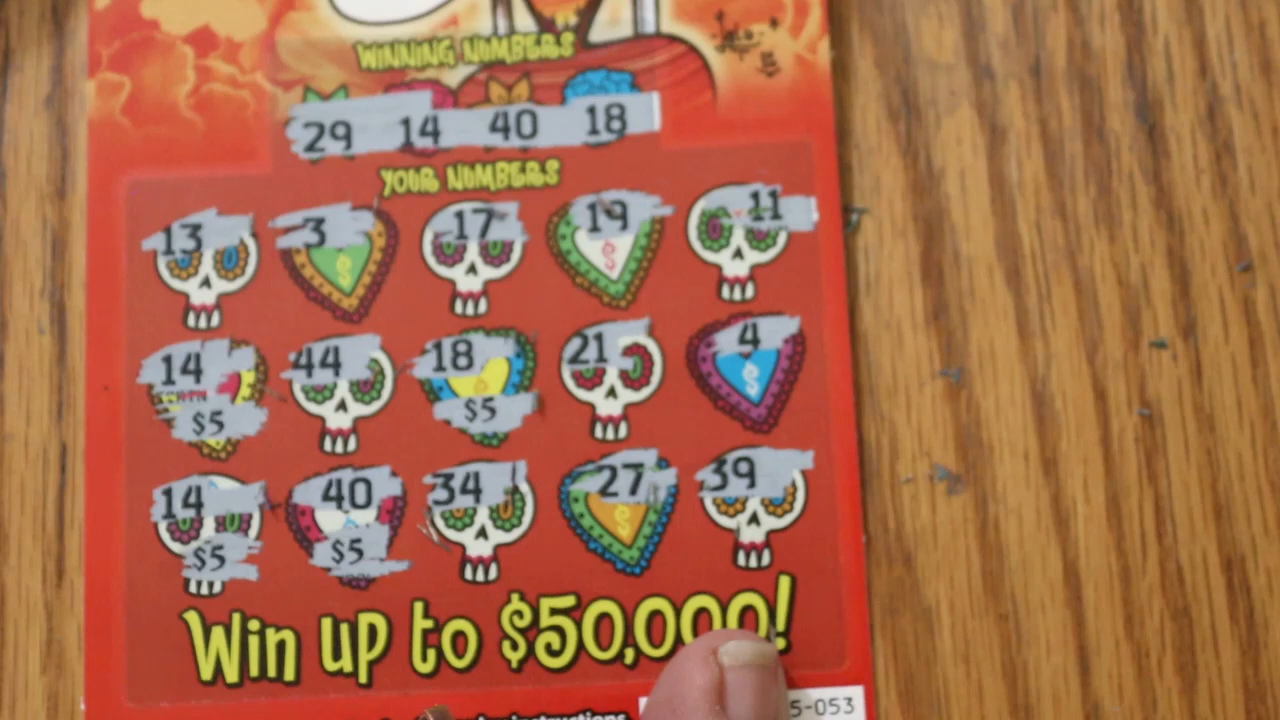 WINNING NUMBERS
29 14 40 18
YOUR NUMBERS
13 3 17 19 11
14 44 18 21 4
$5 $5
14 40 34 27 39
$5 $5
Win up to $50,000!
instructions
5-053